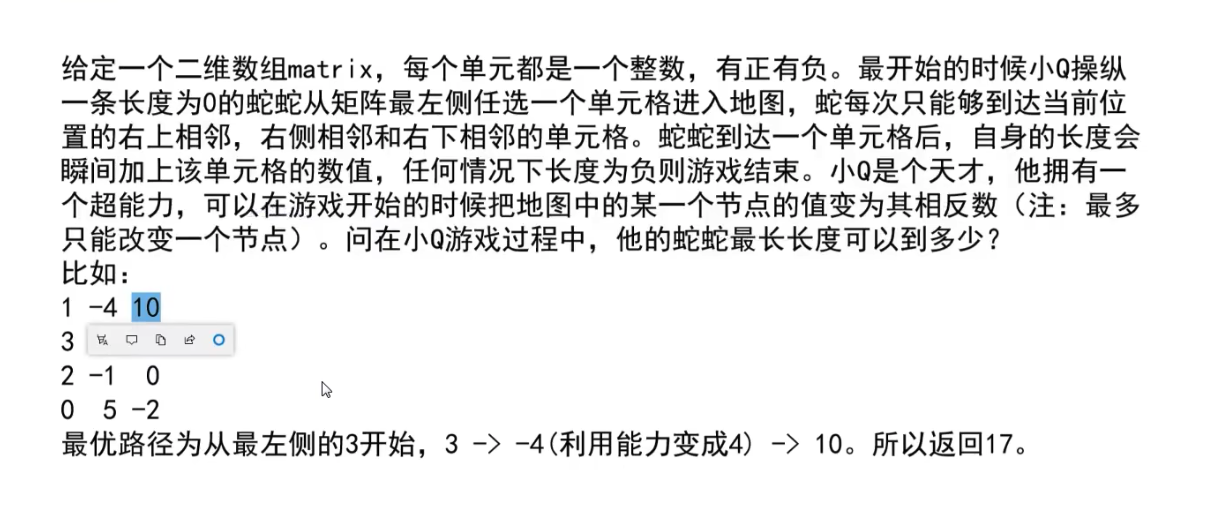 给定一个二维数组matrix，每个单元都是一个整数，有正有负。最开始的时候小Q操纵
一条长度为0的蛇蛇从矩阵最左侧任选一个单元格进入地图，蛇每次只能够到达当前位
置的右上相邻，右侧相邻和右下相邻的单元格。蛇蛇到达一个单元格后，自身的长度会
瞬间加上该单元格的数值，任何情况下长度为负则游戏结束。小Q是个天才，他拥有一
个超能力，可以在游戏开始的时候把地图中的某一个节点的值变为其相反数（注：最多
只能改变一个节点）。问在小Q游戏过程中，他的蛇蛇最长长度可以到多少？
比如：
1 -4 10
3
2 -1 0
0 5 -2
最优路径为从最左侧的3开始，3 -> -4(利用能力变成4) -> 10。所以返回17。